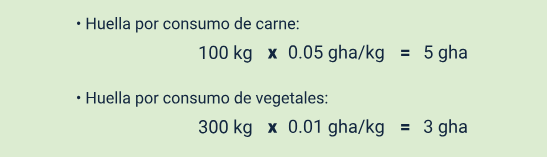 • Huella por consumo de carne:
100 kg x 0.05 gha/kg = 5 gha
• Huella por consumo de vegetales:
300 kg x 0.01 gha/kg = 3 gha